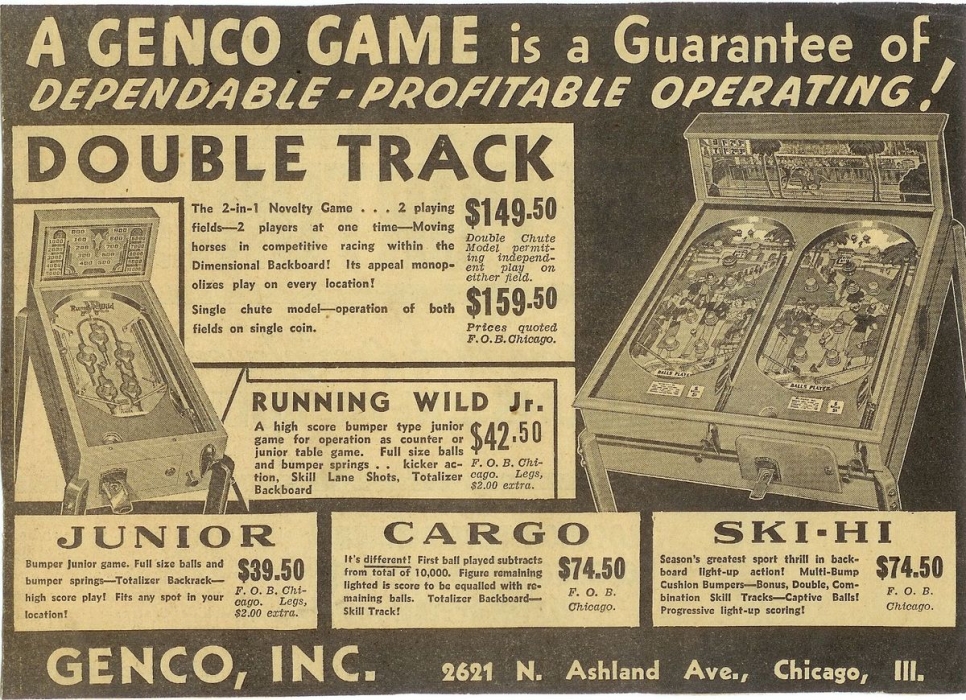 A GENCO GAME is a Guarantee of
DEPENDABLE - PROFITABLE OPERATING!
DOUBLE TRACK
The 2-in-1 Novelty Game . . . 2 playing
fields—2 players at one time—Moving
horses in competitive racing within the
Dimensional Backboard! Its appeal monop-
olizes play on every location!
Single chute model—operation of both
fields on single coin.
$149.50
Double Chute
Model permit-
ing independ-
ent play on
either field.
$159.50
Prices quoted
F.O.B. Chicago.
RUNNING WILD Jr.
A high score bumper type junior
game for operation as counter or
junior table game. Full size balls
and bumper springs . . kicker ac-
tion, Skill Lane Shots, Totalizer
Backboard
$42.50
F. O. B. Chi-
cago. Legs,
$2.00 extra.
BALLS PLAYED
BALLS PLAYED
JUNIOR
Bumper Junior game. Full size balls and
bumper springs—Totalizer Backrack—
high score play! Fits any spot in your
location!
$39.50
F. O. B. Chi-
cago. Legs,
$2.00 extra.
CARGO
It's different! First ball played subtracts
from total of 10,000. Figure remaining
lighted is score to be equalled with re-
maining balls. Totalizer Backboard—
Skill Track!
$74.50
F. O. B.
Chicago.
SKI-HI
Season's greatest sport thrill in back-
board light-up action! Multi-Bump
Cushion Bumpers—Bonus, Double, Com-
bination Skill Tracks—Captive Balls!
Progressive light-up scoring!
$74.50
F. O. B.
Chicago.
GENCO, INC. 2621 N. Ashland Ave., Chicago, Ill.